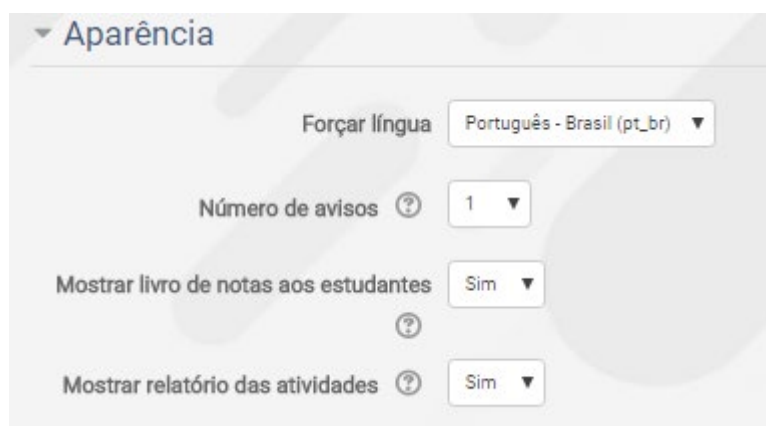 Aparência
Forçar língua Português - Brasil (pt_br)
Número de avisos 1
Mostrar livro de notas aos estudantes Sim
Mostrar relatório das atividades Sim